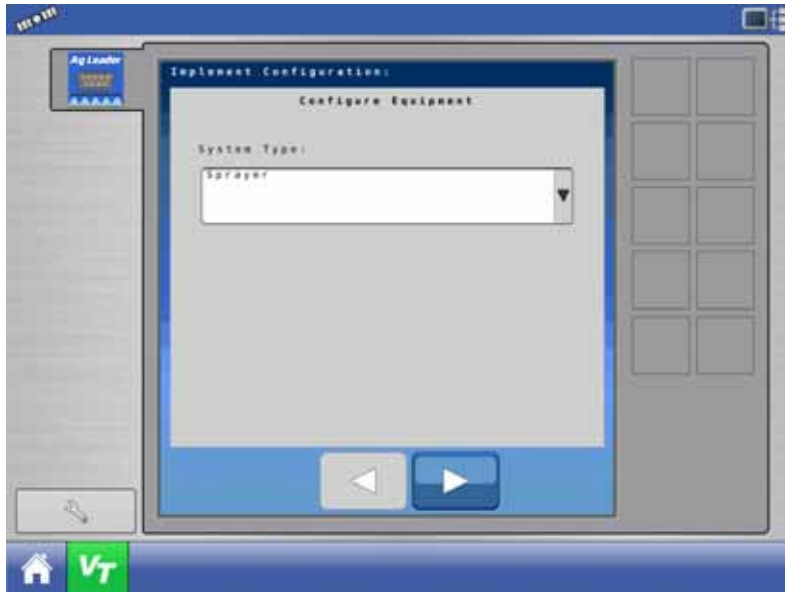 Ag Leader
Implement Configuration:
Configure Equipment
System Type:
Sprayer
VT